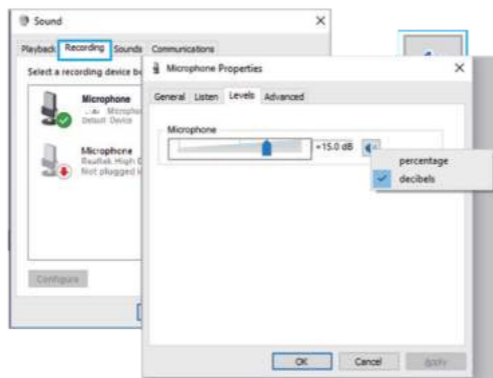 Sound
Playback Recording Sounds Communications
Select a recording device be
Microphone
Microphone
Default Device
Microphone
Realtek High D
Not plugged i
Configure
Microphone Properties
General Listen Levels Advanced
Microphone
+15.0 dB
percentage
decibels
OK Cancel Apply